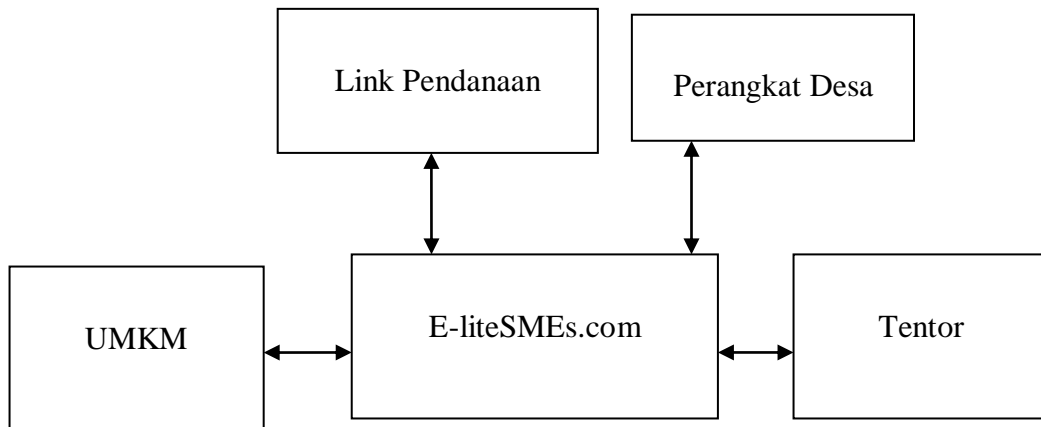 Link Pendanaan
Perangkat Desa
UMKM
E-liteSMEs.com
Tentor